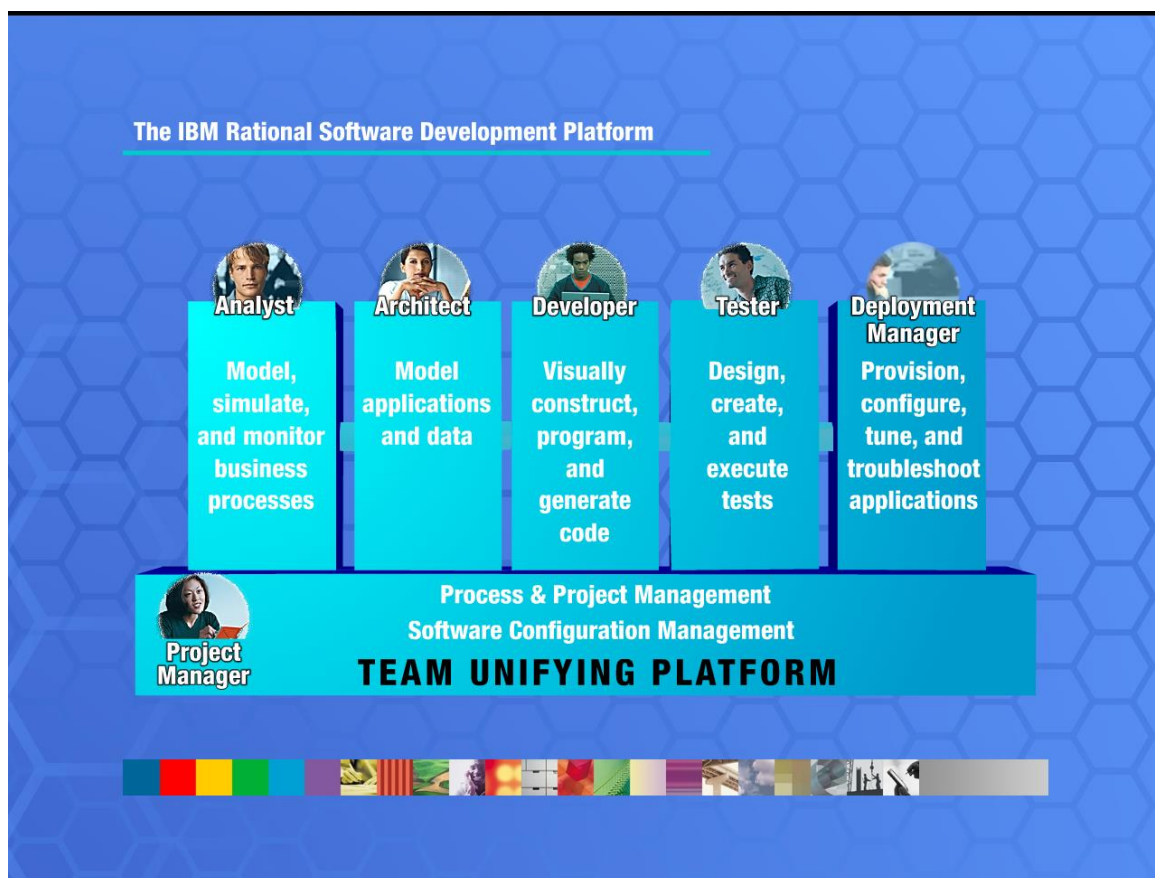 The IBM Rational Software Development Platform
Analyst
Model,
simulate,
and monitor
business
processes
Architect
Model
applications
and data
Developer
Visually
construct,
program,
and
generate
code
Tester
Design,
create,
and
execute
tests
Deployment
Manager
Provision,
configure,
tune, and
troubleshoot
applications
Project
Manager
Process & Project Management
Software Configuration Management
TEAM UNIFYING PLATFORM